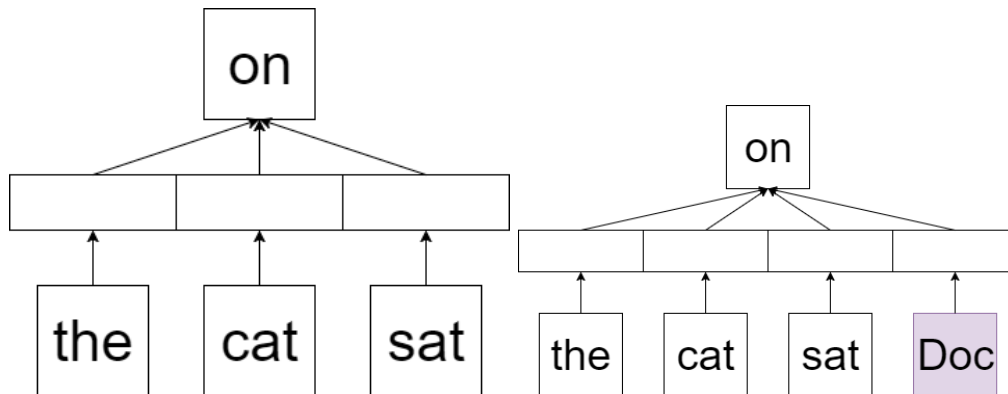 on
the cat sat
on
the cat sat Doc